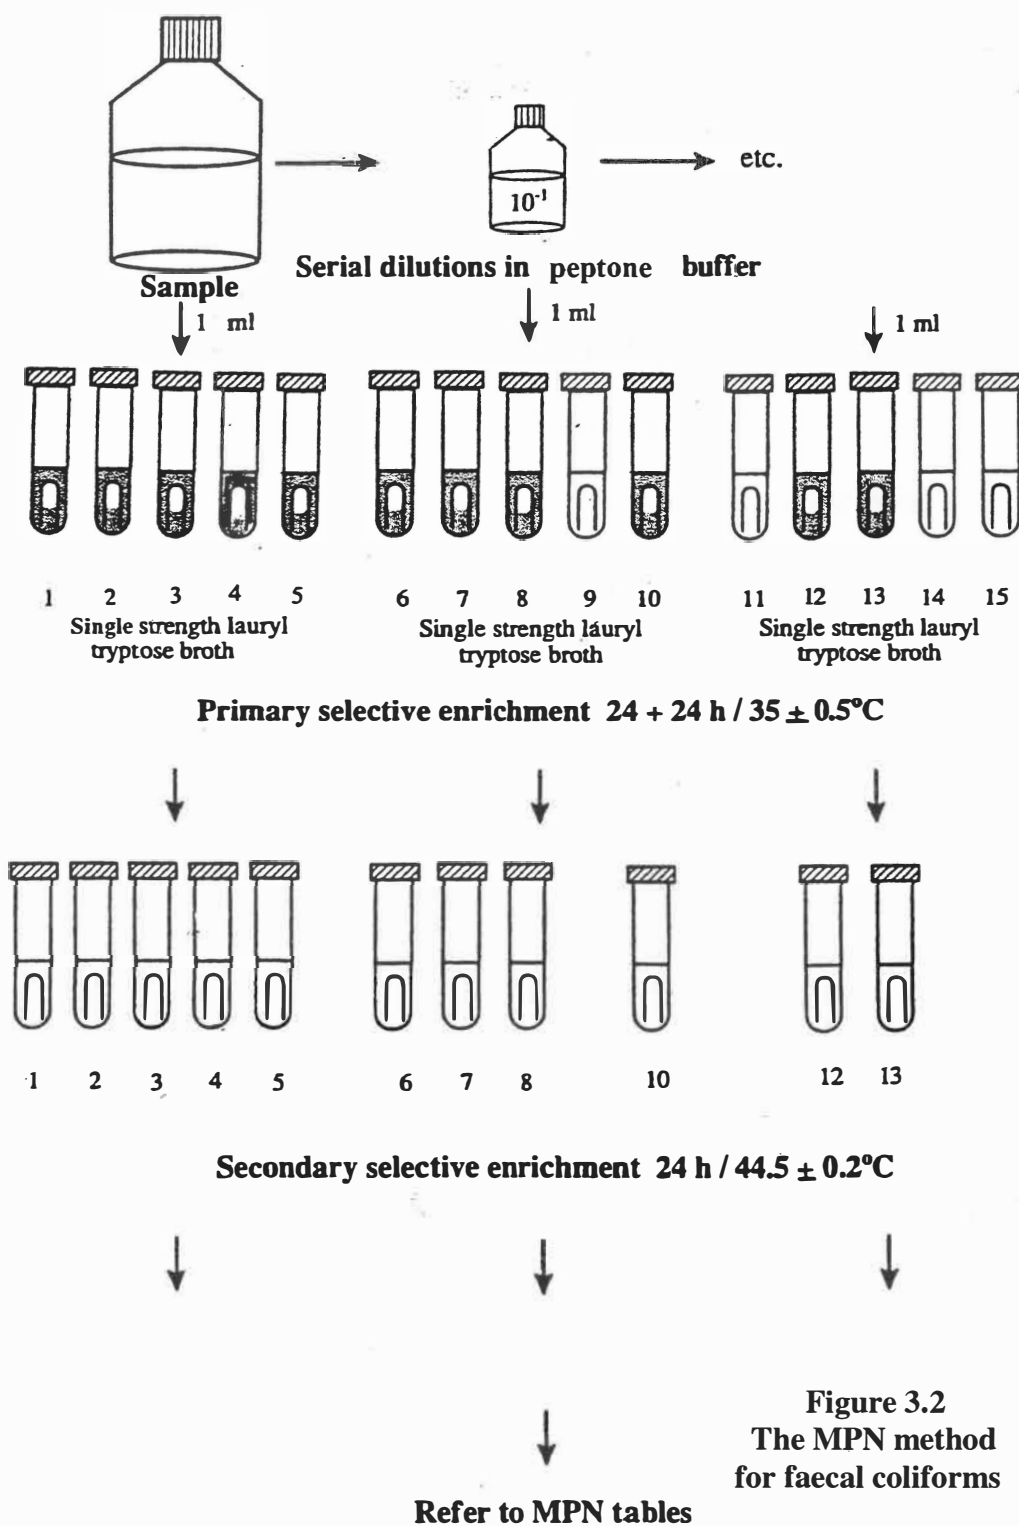 10⁻¹
etc.
Sample
Serial dilutions in peptone buffer
1 ml
1 ml
1 ml
1 2 3 4 5
6 7 8 9 10
11 12 13 14 15
Single strength lauryl
tryptose broth
Single strength lauryl
tryptose broth
Single strength lauryl
tryptose broth
Primary selective enrichment 24 + 24 h / 35 ± 0.5°C
1 2 3 4 5
6 7 8 10
12 13
Secondary selective enrichment 24 h / 44.5 ± 0.2°C
Figure 3.2
The MPN method
for faecal coliforms
Refer to MPN tables